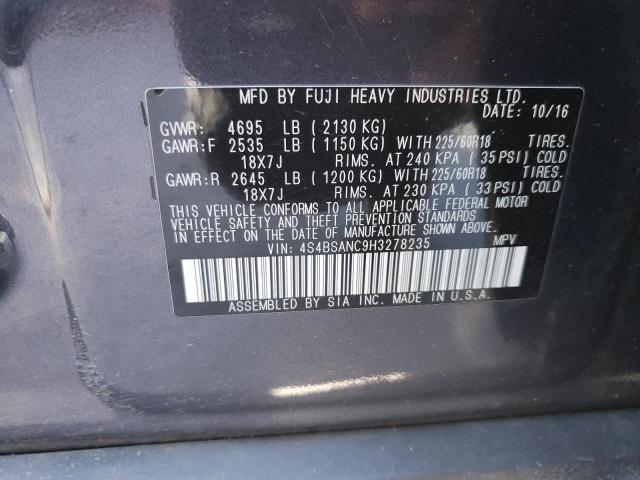 MFD BY FUJI HEAVY INDUSTRIES LTD.
DATE: 10/16
GVWR: 4695 LB ( 2130 KG)
GAWR:F 2535 LB ( 1150 KG) WITH 225/60R18 TIRES.
18X7J RIMS. AT 240 KPA ( 35 PSI) COLD
GAWR:R 2645 LB ( 1200 KG) WITH 225/60R18 TIRES.
18X7J RIMS. AT 230 KPA ( 33 PSI) COLD
THIS VEHICLE CONFORMS TO ALL APPLICABLE FEDERAL MOTOR
VEHICLE SAFETY AND THEFT PREVENTION STANDARDS
IN EFFECT ON THE DATE OF MANUFACTURE SHOWN ABOVE.
VIN: 4S4BSANC9H3278235 MPV
ASSEMBLED BY SIA INC. MADE IN U.S.A.